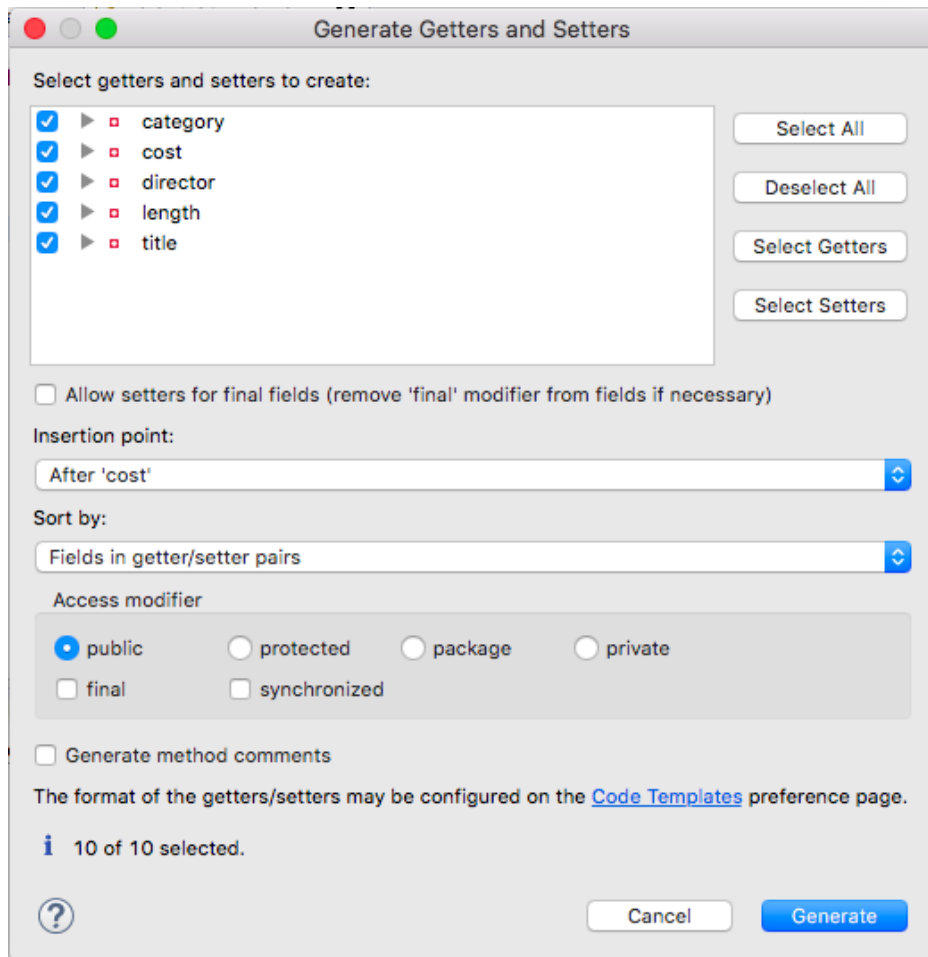 Generate Getters and Setters
Select getters and setters to create:
category
cost
director
length
title
Select All
Deselect All
Select Getters
Select Setters
Allow setters for final fields (remove 'final' modifier from fields if necessary)
Insertion point:
After 'cost'
Sort by:
Fields in getter/setter pairs
Access modifier
public protected package private
final synchronized
Generate method comments
The format of the getters/setters may be configured on the Code Templates preference page.
i 10 of 10 selected.
? Cancel Generate